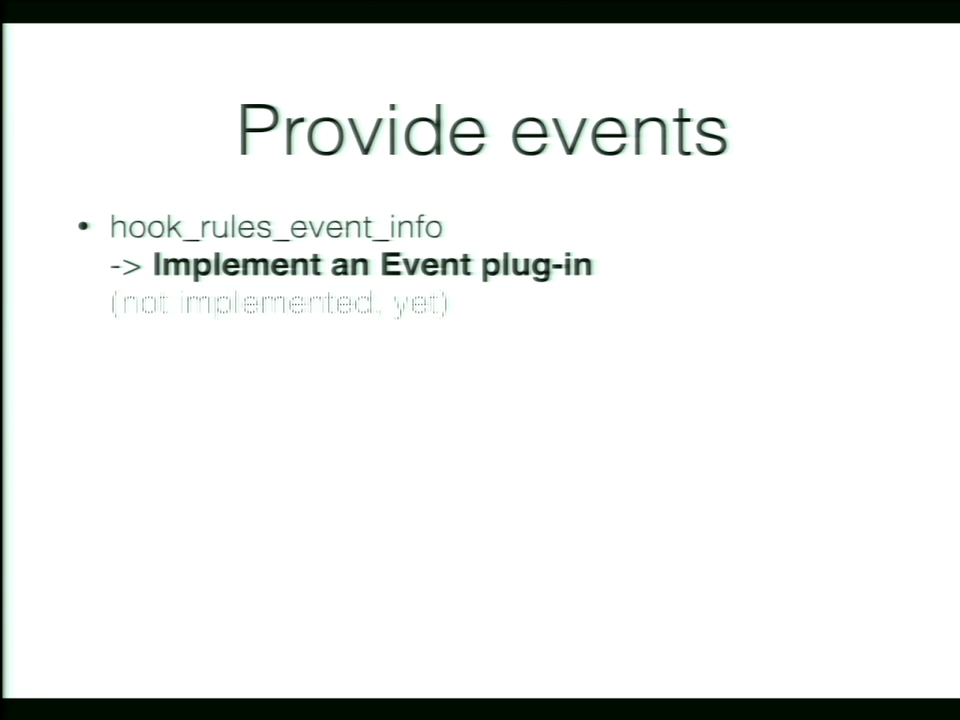 Provide events
• hook_rules_event_info
-> Implement an Event plug-in
(not implemented, yet)